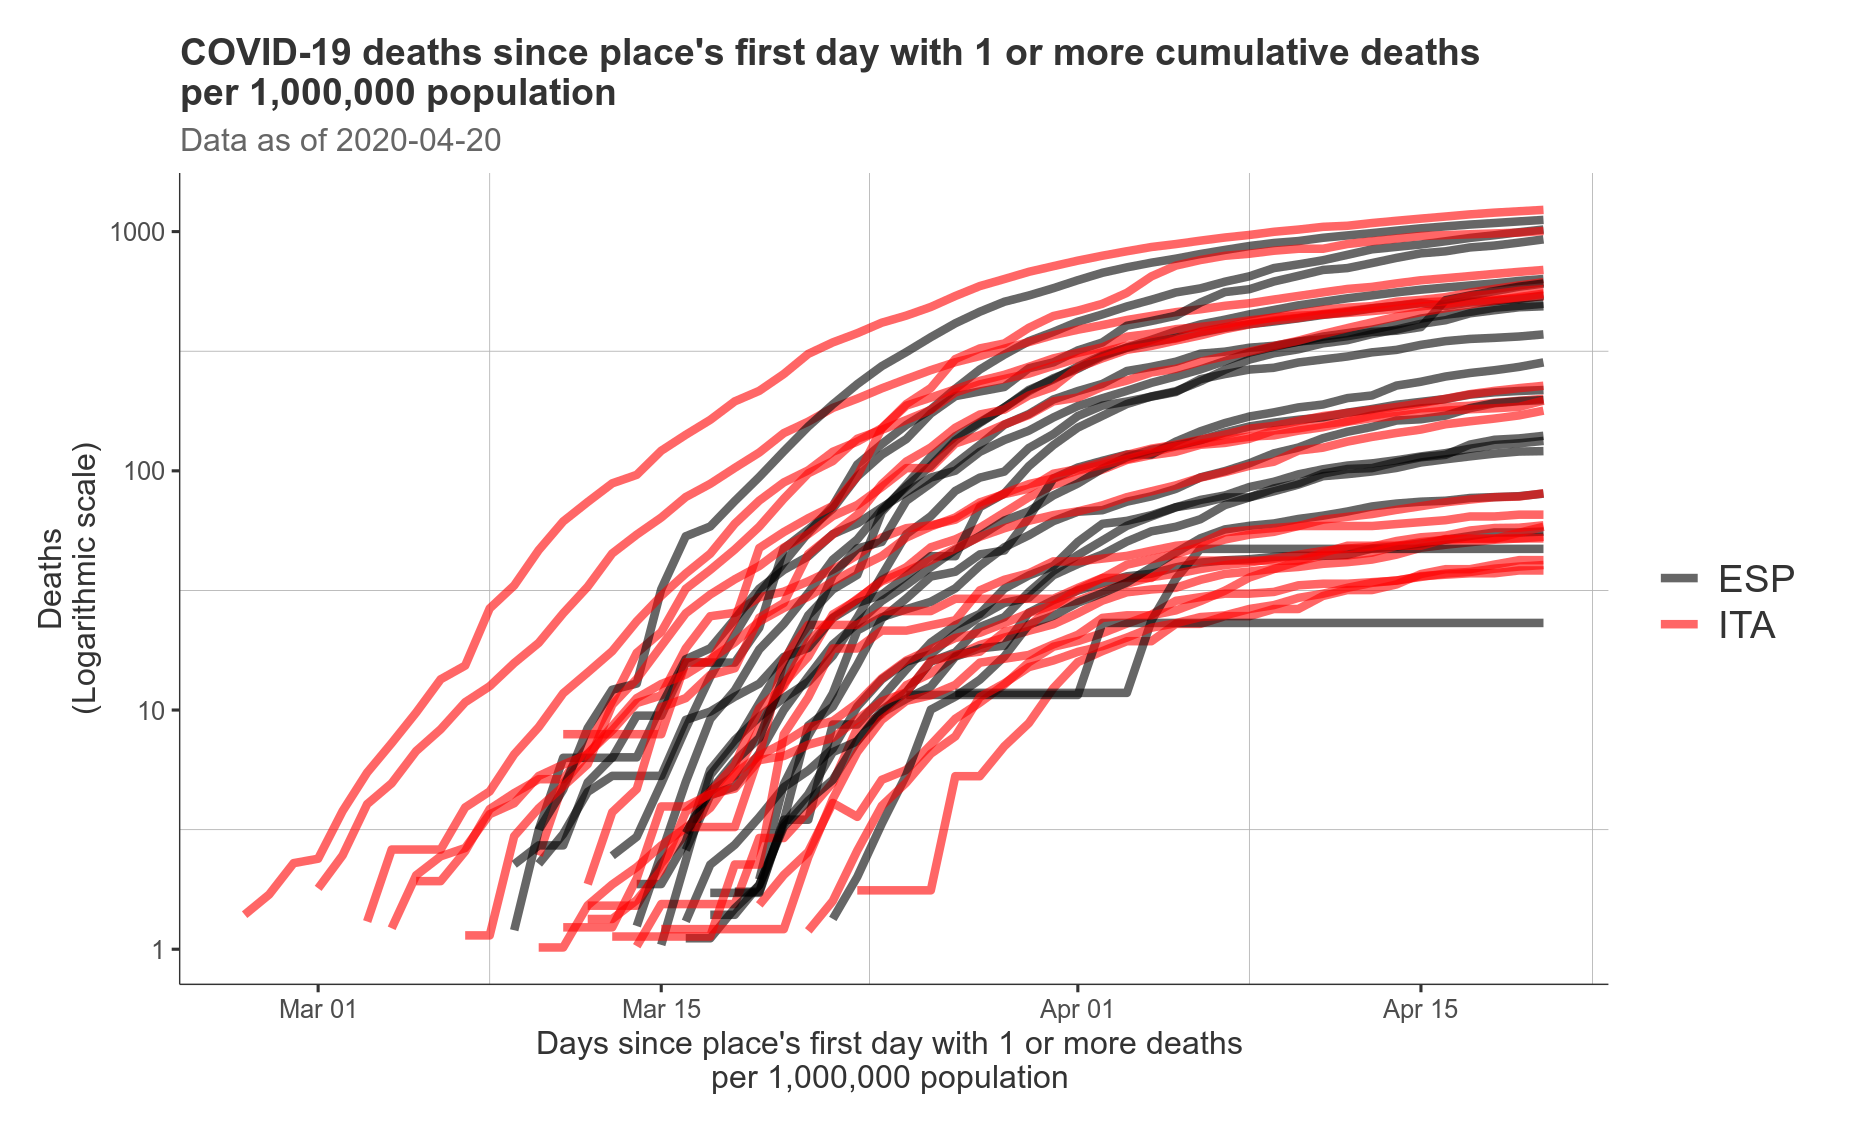 COVID-19 deaths since place's first day with 1 or more cumulative deaths
per 1,000,000 population
Data as of 2020-04-20
Deaths
(Logarithmic scale)
1000
100
10
1
Mar 01
Mar 15
Apr 01
Apr 15
Days since place's first day with 1 or more deaths
per 1,000,000 population
ESP
ITA